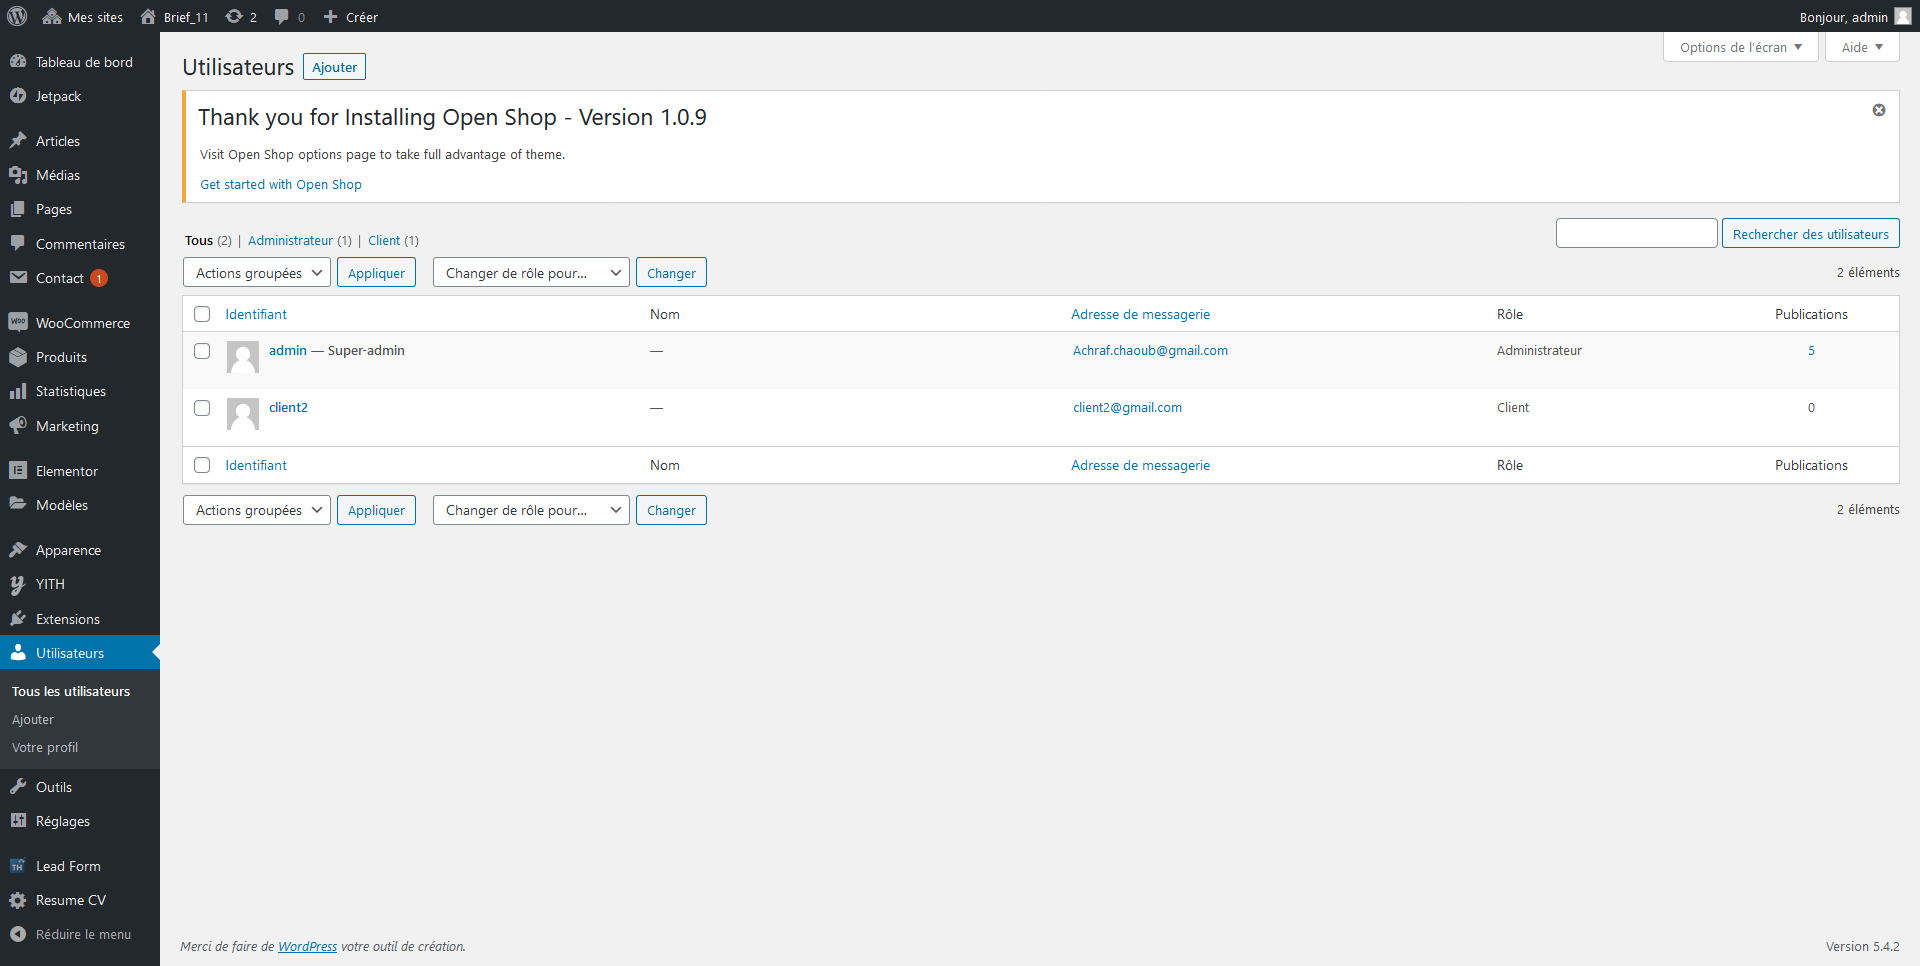 Mes sites Brief_11 2 0 Créer Bonjour, admin
Tableau de bord
Jetpack
Articles
Médias
Pages
Commentaires
Contact 1
WooCommerce
Produits
Statistiques
Marketing
Elementor
Modèles
Apparence
YITH
Extensions
Utilisateurs
Tous les utilisateurs
Ajouter
Votre profil
Outils
Réglages
Lead Form
Resume CV
Réduire le menu
Options de l'écran Aide
Utilisateurs Ajouter
Thank you for Installing Open Shop - Version 1.0.9
Visit Open Shop options page to take full advantage of theme.
Get started with Open Shop
Tous (2) | Administrateur (1) | Client (1)
Rechercher des utilisateurs
Actions groupées Appliquer Changer de rôle pour... Changer 2 éléments
Identifiant Nom Adresse de messagerie Rôle Publications
admin — Super-admin — Achraf.chaoub@gmail.com Administrateur 5
client2 — client2@gmail.com Client 0
Identifiant Nom Adresse de messagerie Rôle Publications
Actions groupées Appliquer Changer de rôle pour... Changer 2 éléments
Merci de faire de WordPress votre outil de création. Version 5.4.2